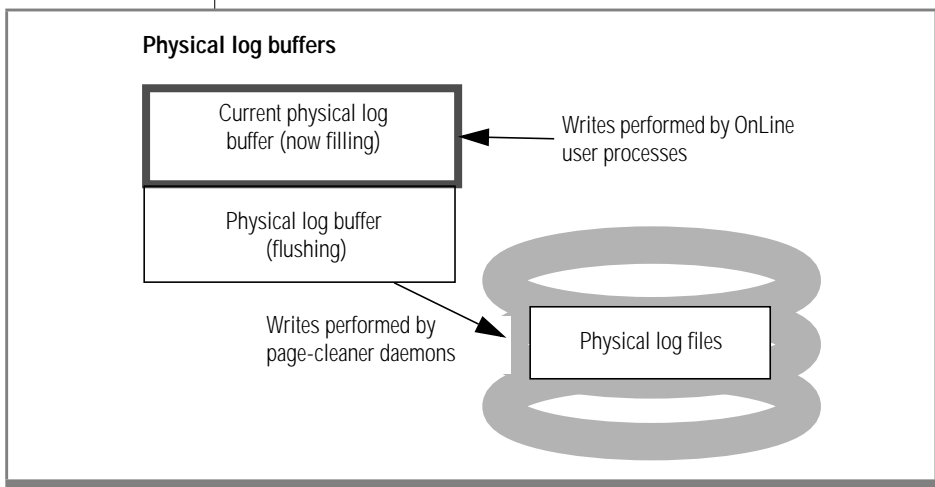 Physical log buffers
Current physical log
buffer (now filling)
Writes performed by OnLine
user processes
Physical log buffer
(flushing)
Writes performed by
page-cleaner daemons
Physical log files